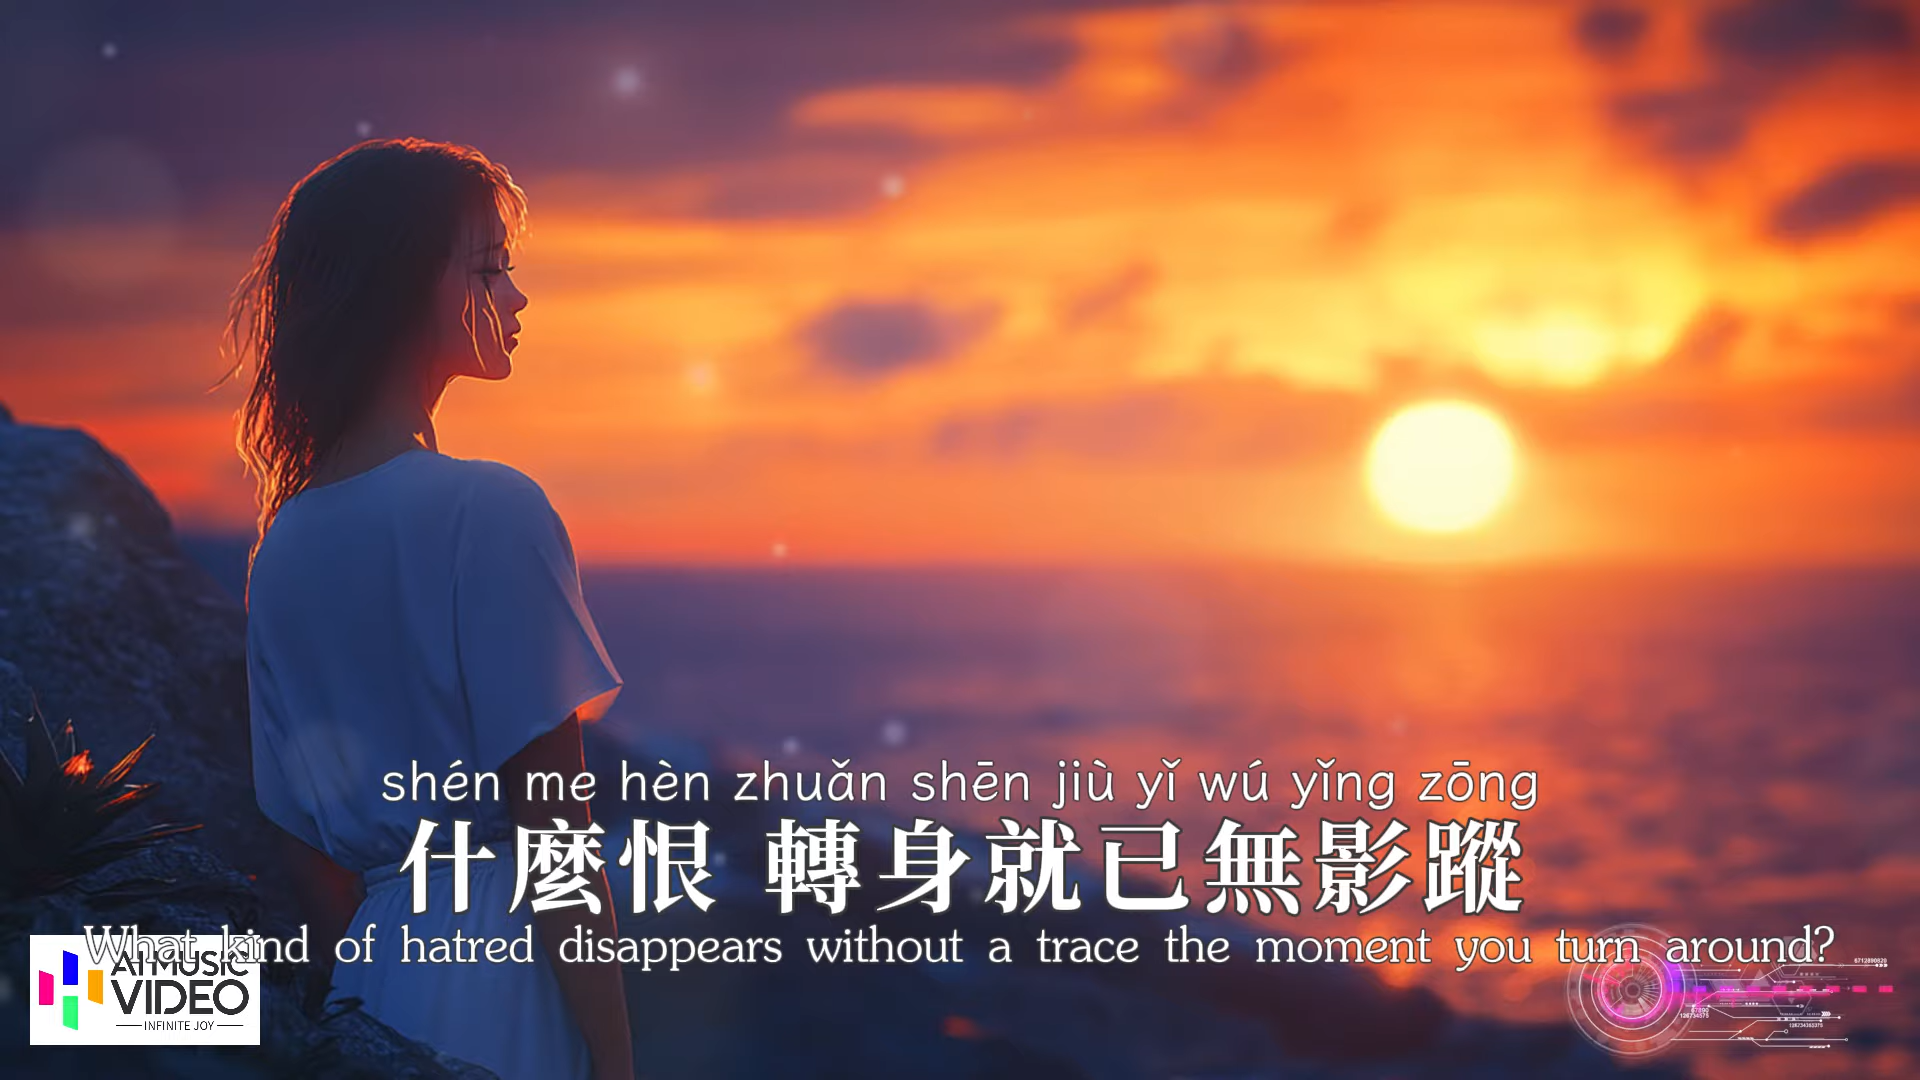 shén me hèn zhuǎn shēn jiù yǐ wú yǐng zōng
什麼恨 轉身就已無影蹤
What kind of hatred disappears without a trace the moment you turn around?
AI MUSIC
VIDEO
INFINITE JOY